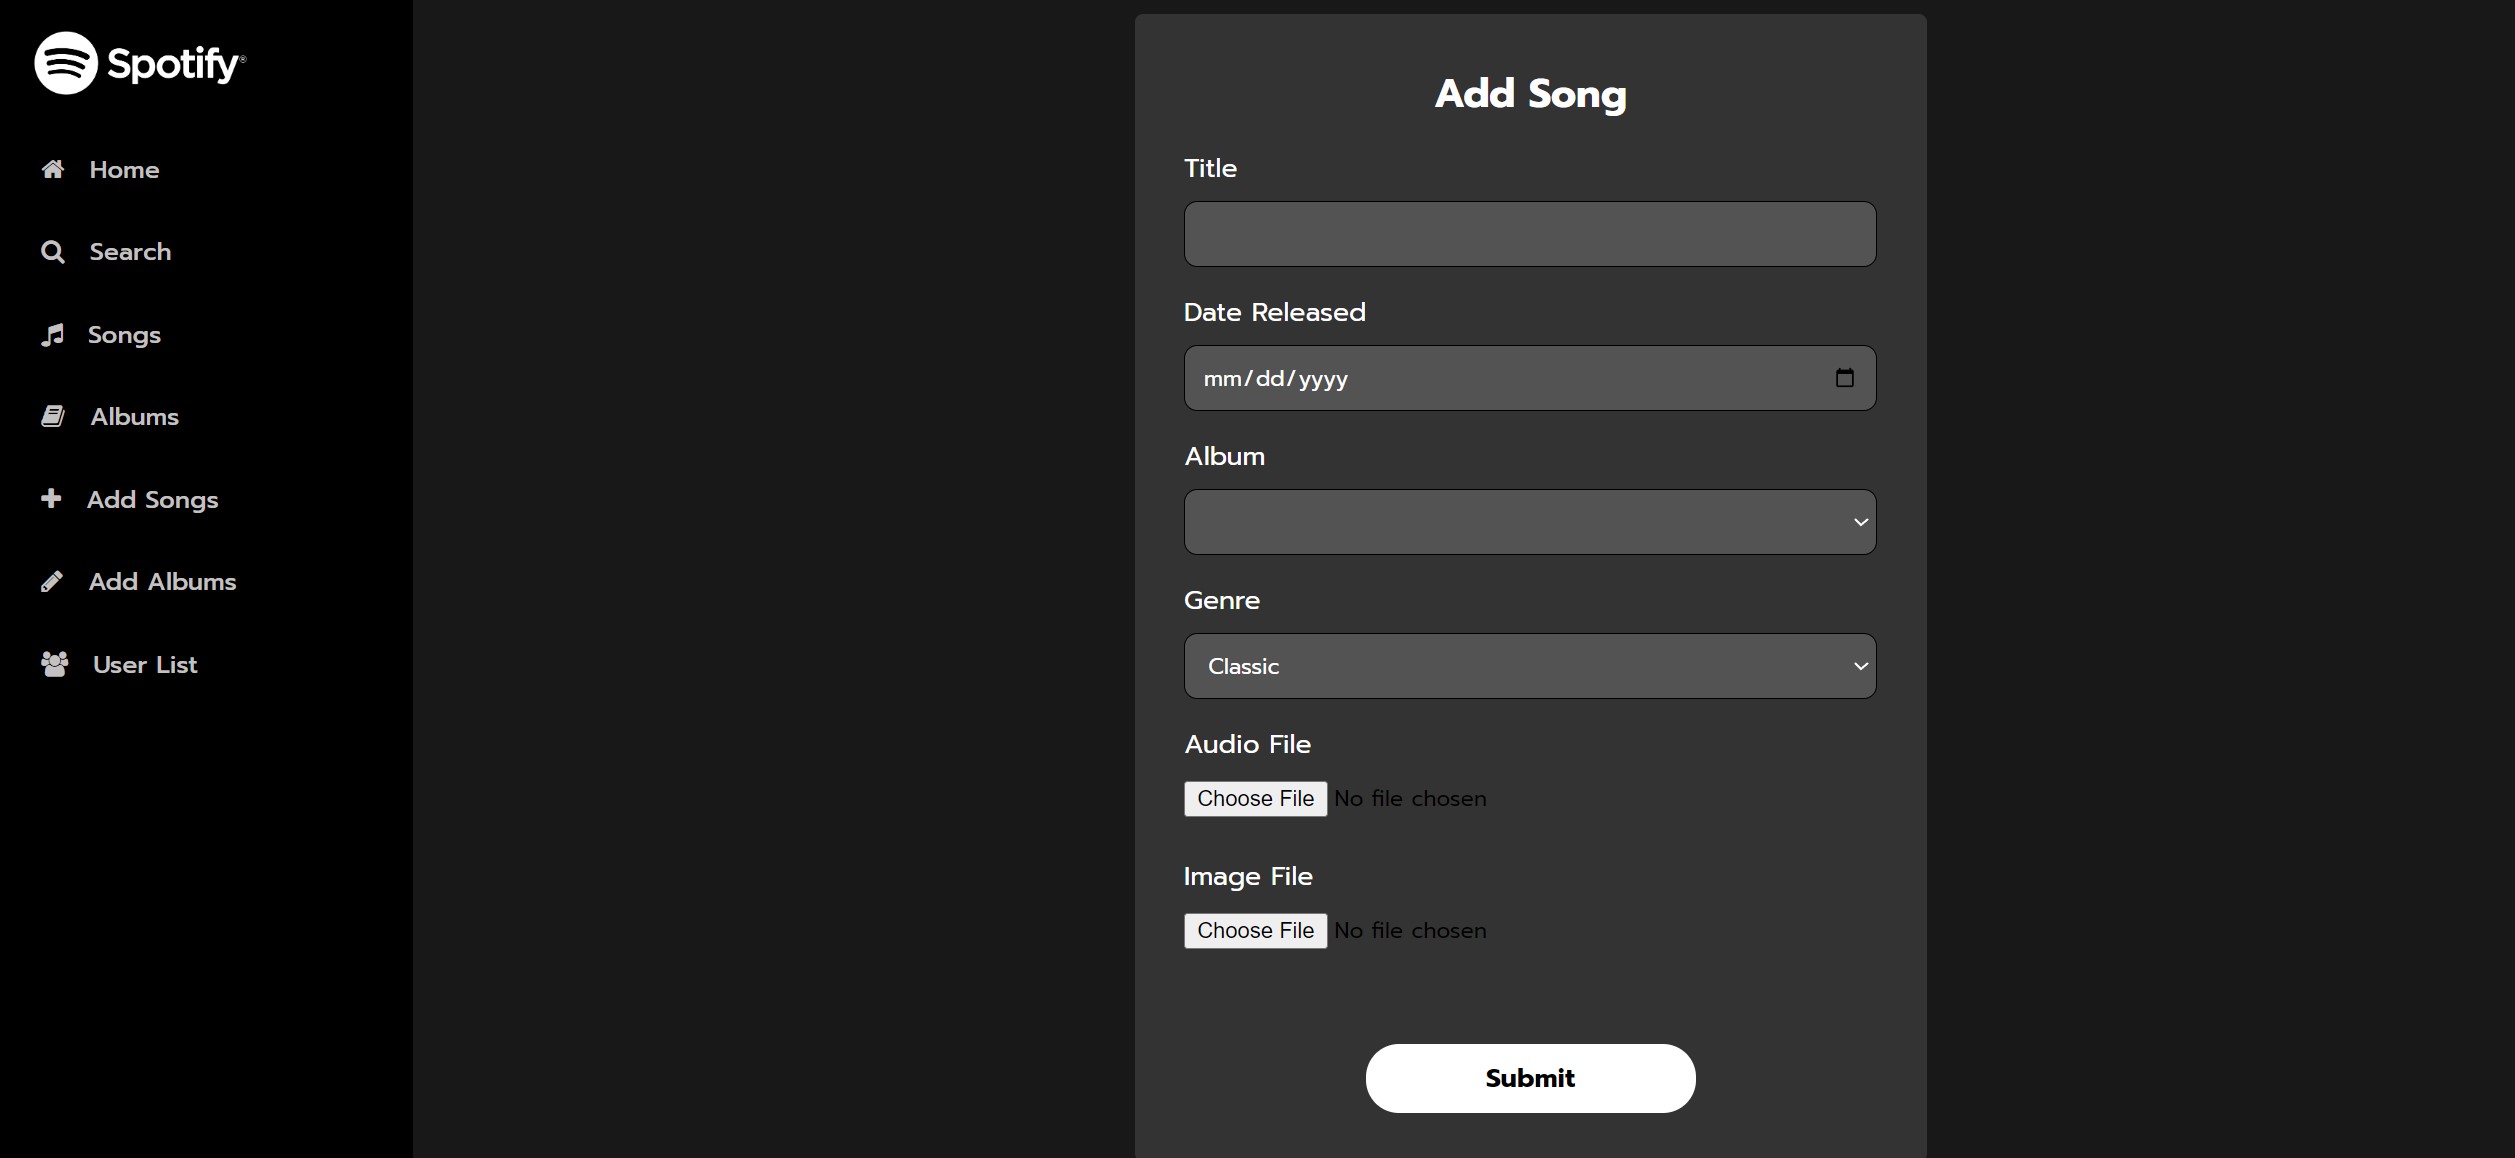 Spotify®
Home
Search
Songs
Albums
Add Songs
Add Albums
User List
Add Song
Title
Date Released
mm/dd/yyyy
Album
Genre
Classic
Audio File
Choose File No file chosen
Image File
Choose File No file chosen
Submit